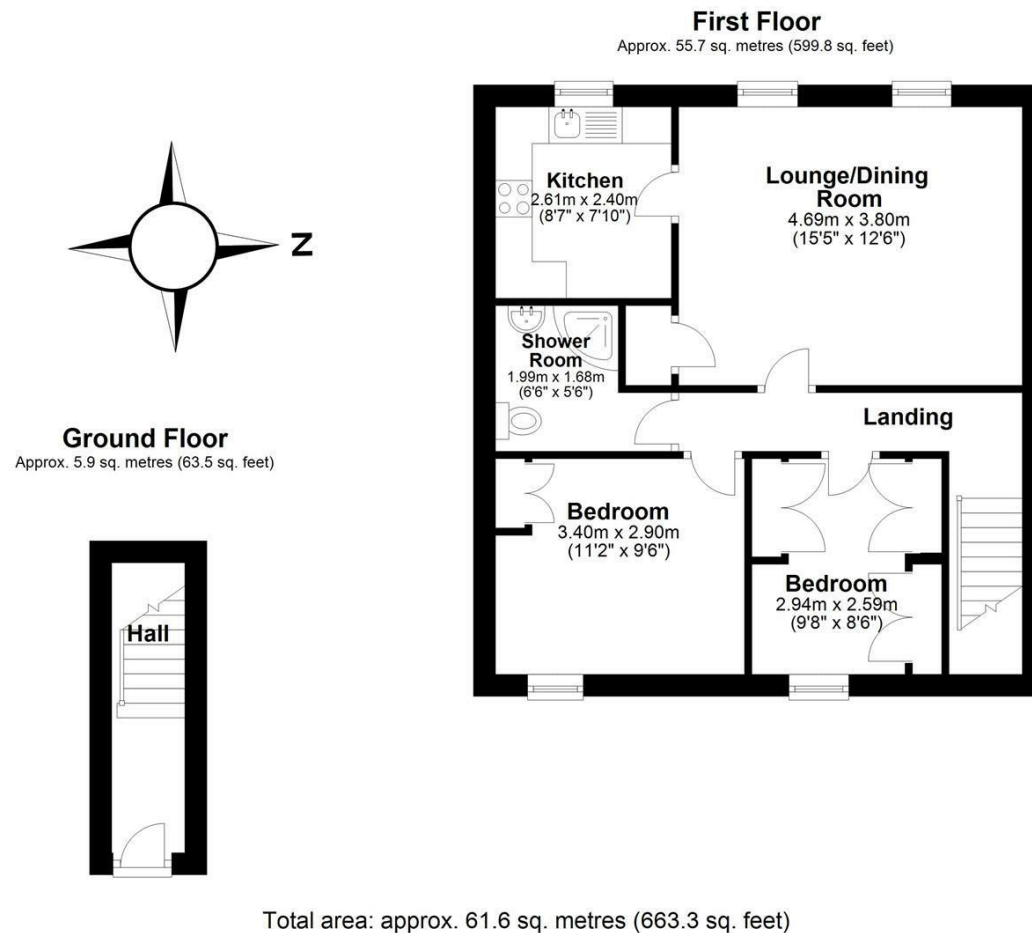 First Floor
Approx. 55.7 sq. metres (599.8 sq. feet)
Kitchen
2.61m x 2.40m
(8'7" x 7'10")
Lounge/Dining
Room
4.69m x 3.80m
(15'5" x 12'6")
N
Shower
Room
1.99m x 1.68m
(6'6" x 5'6")
Landing
Ground Floor
Approx. 5.9 sq. metres (63.5 sq. feet)
Bedroom
3.40m x 2.90m
(11'2" x 9'6")
Bedroom
2.94m x 2.59m
(9'8" x 8'6")
Hall
Total area: approx. 61.6 sq. metres (663.3 sq. feet)